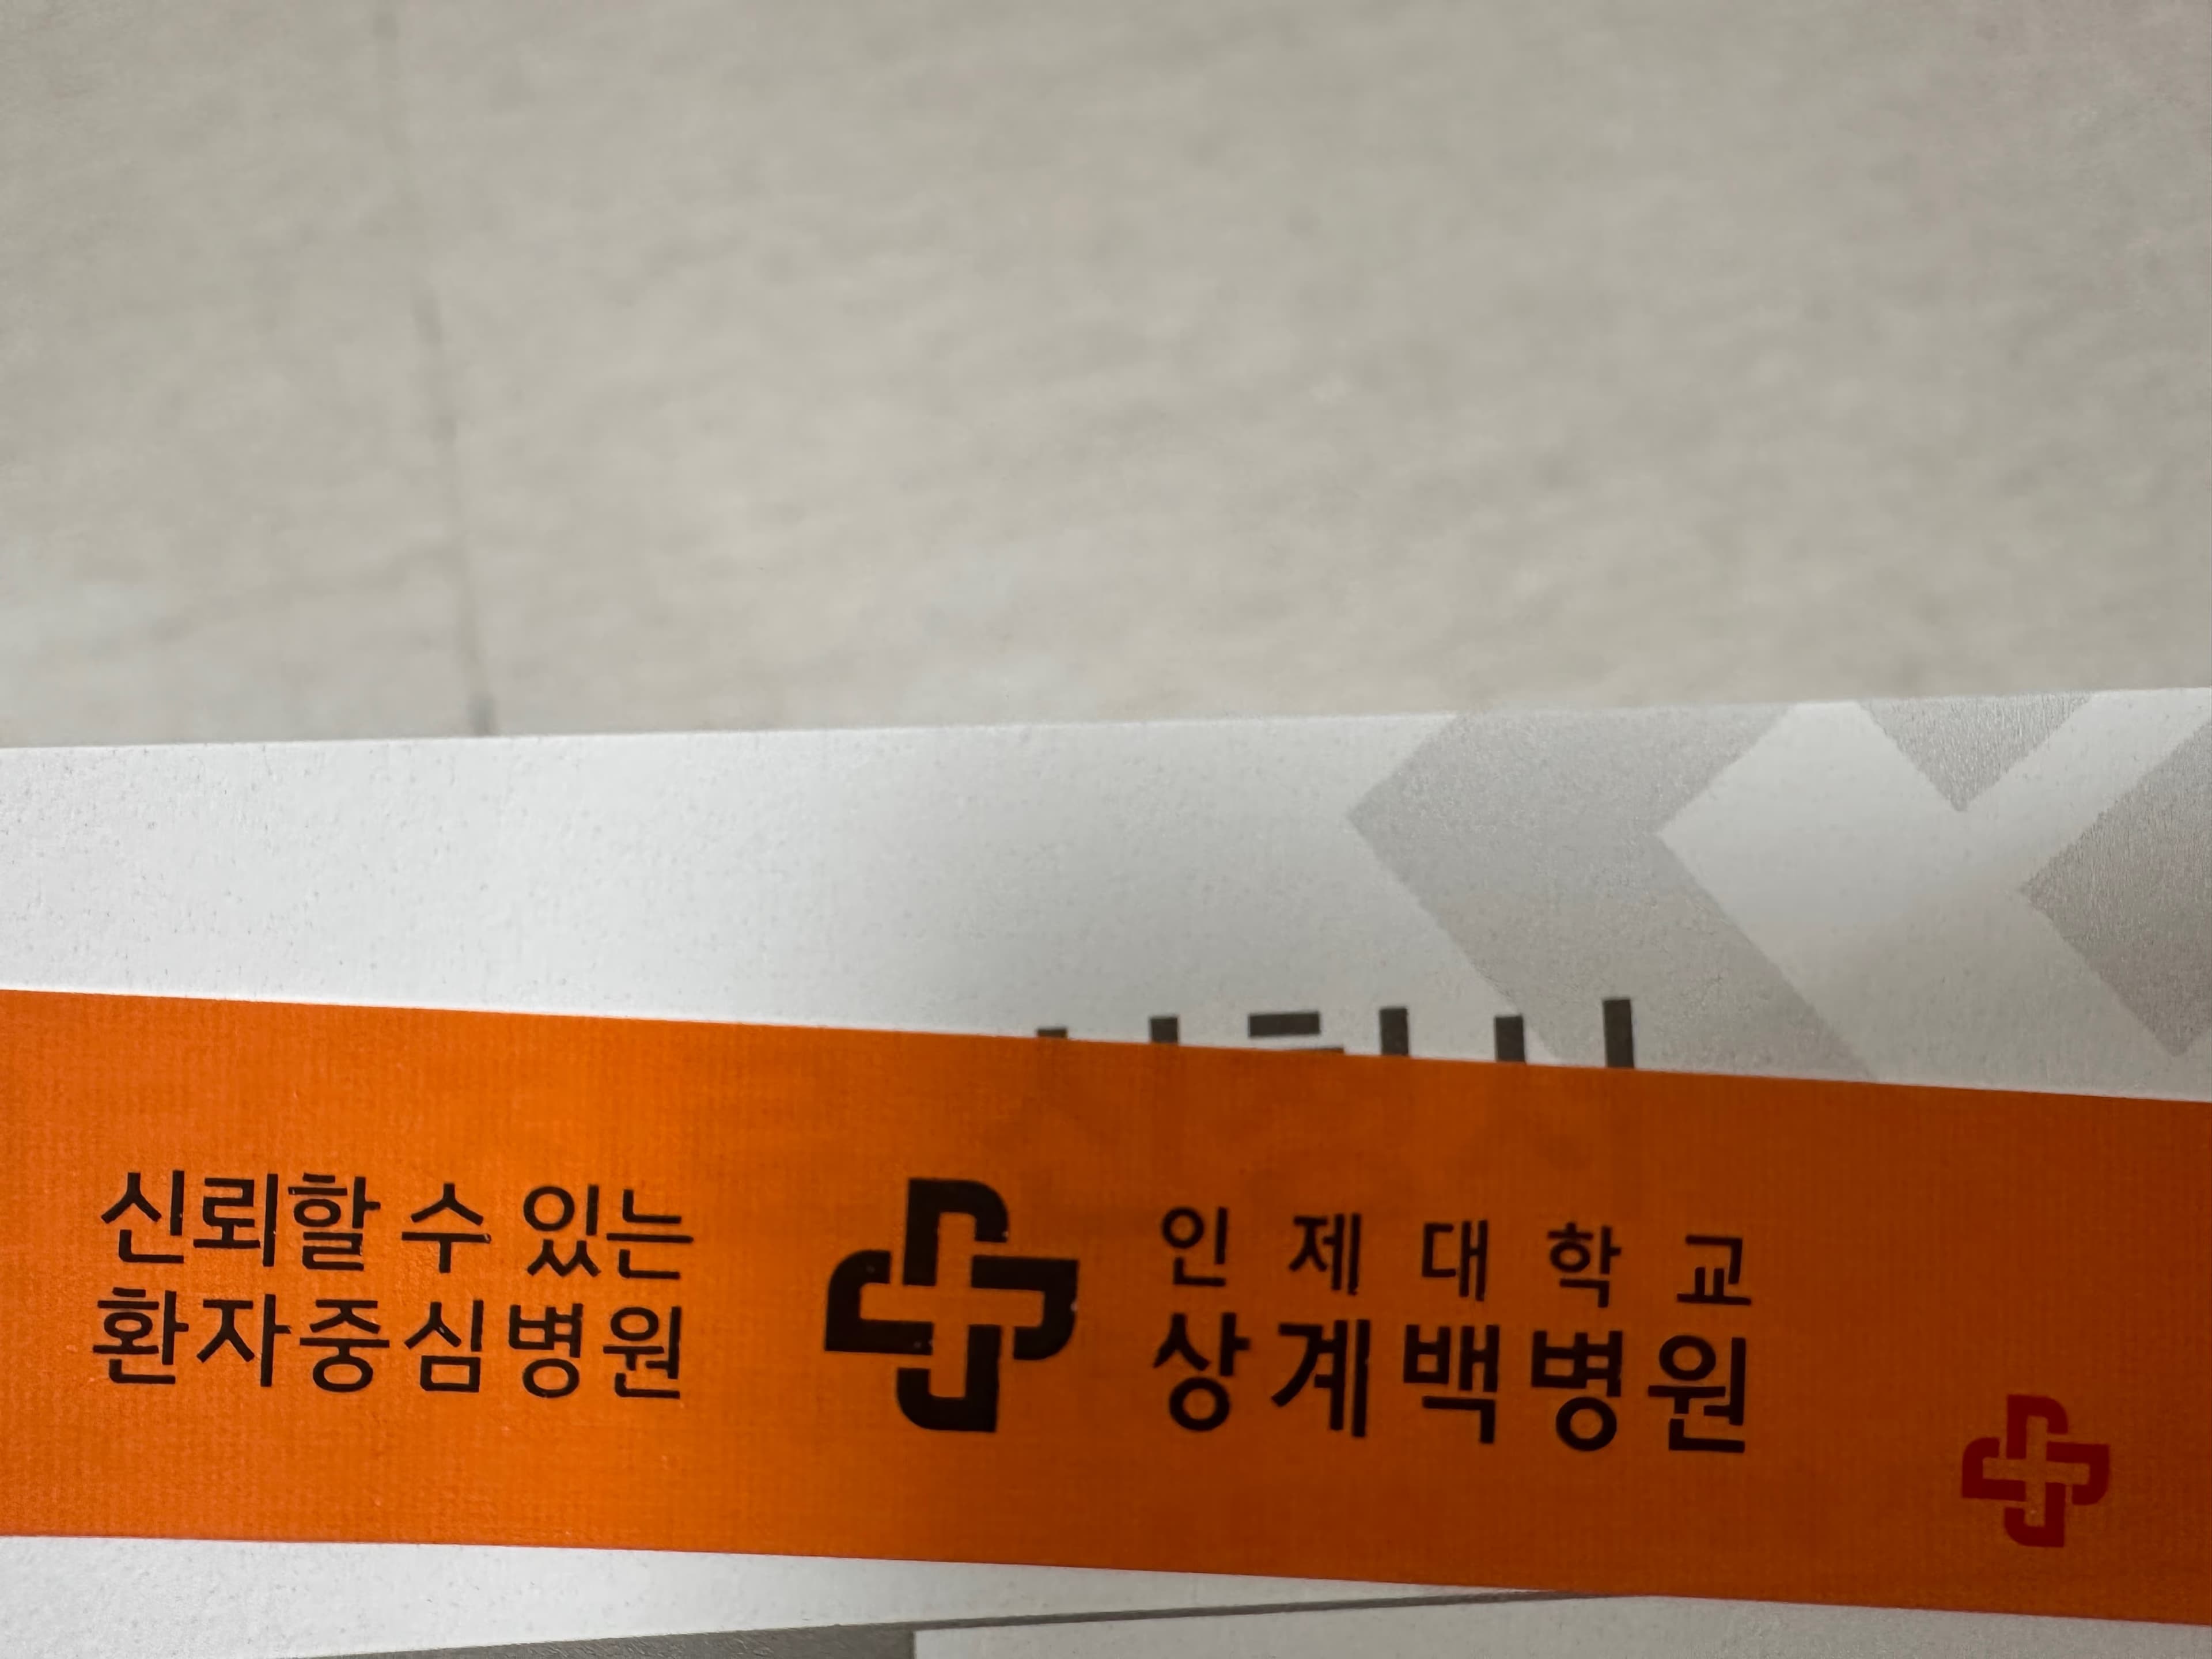 신뢰할 수 있는
환자중심병원
인제대학교
상계백병원